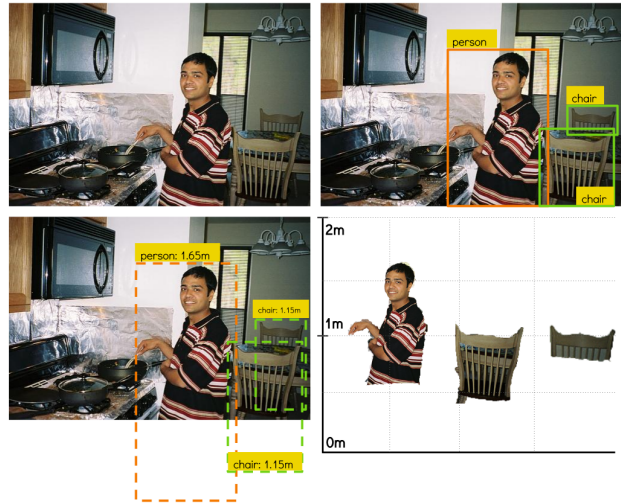 person
chair
chair
person: 1.65m
chair: 1.15m
chair: 1.15m
2m
1m
0m